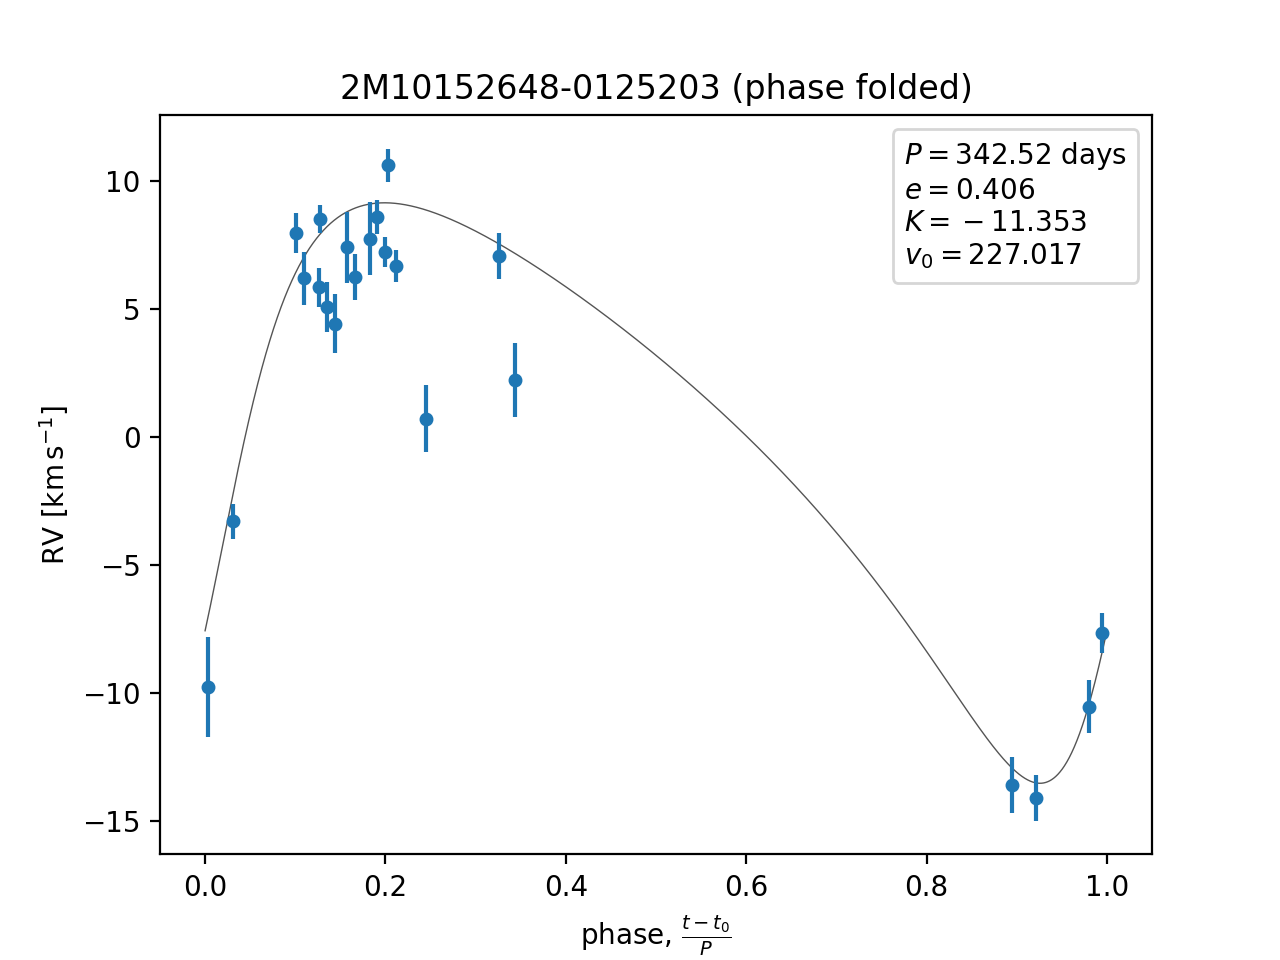 2M10152648-0125203 (phase folded)
P = 342.52 days
e = 0.406
K = −11.353
v₀ = 227.017
RV [km s⁻¹]
10
5
0
−5
−10
−15
0.0 0.2 0.4 0.6 0.8 1.0
phase, (t − t₀)/P